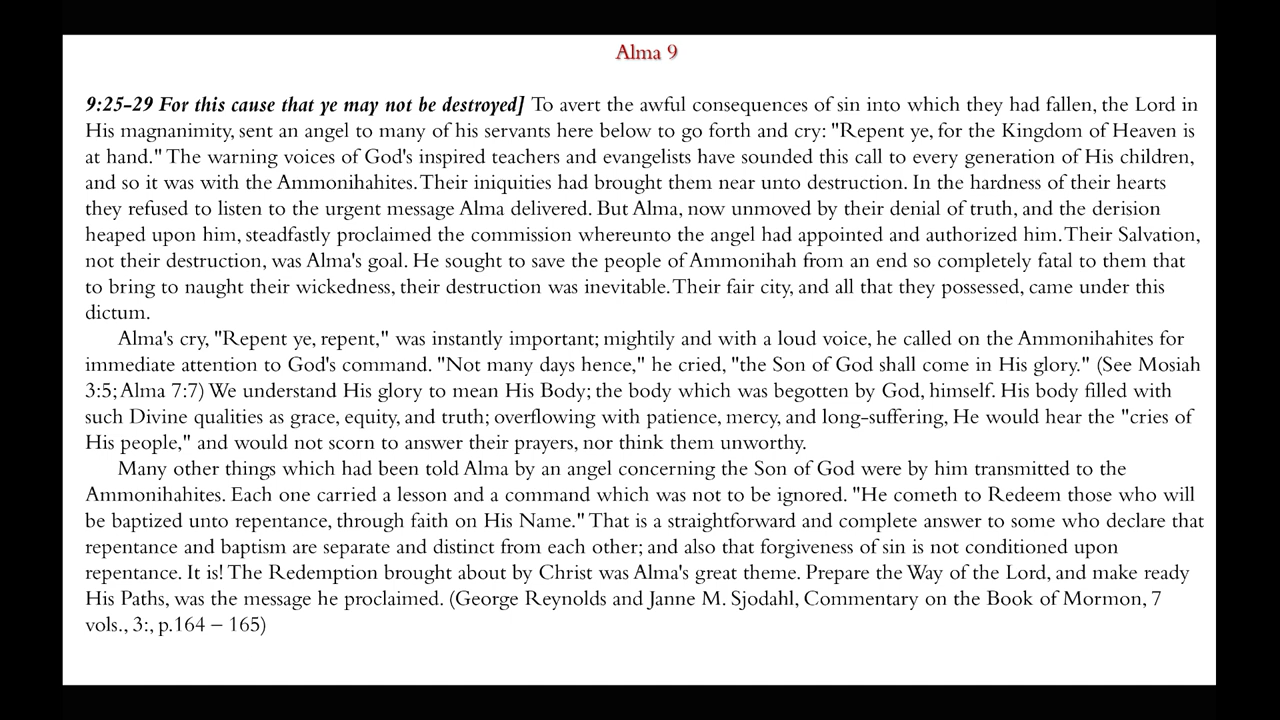 Alma 9
9:25-29 For this cause that ye may not be destroyed] To avert the awful consequences of sin into which they had fallen, the Lord in
His magnanimity, sent an angel to many of his servants here below to go forth and cry: "Repent ye, for the Kingdom of Heaven is
at hand." The warning voices of God's inspired teachers and evangelists have sounded this call to every generation of His children,
and so it was with the Ammonihahites. Their iniquities had brought them near unto destruction. In the hardness of their hearts
they refused to listen to the urgent message Alma delivered. But Alma, now unmoved by their denial of truth, and the derision
heaped upon him, steadfastly proclaimed the commission whereunto the angel had appointed and authorized him. Their Salvation,
not their destruction, was Alma's goal. He sought to save the people of Ammonihah from an end so completely fatal to them that
to bring to naught their wickedness, their destruction was inevitable. Their fair city, and all that they possessed, came under this
dictum.
Alma's cry, "Repent ye, repent," was instantly important; mightily and with a loud voice, he called on the Ammonihahites for
immediate attention to God's command. "Not many days hence," he cried, "the Son of God shall come in His glory." (See Mosiah
3:5; Alma 7:7) We understand His glory to mean His Body; the body which was begotten by God, himself. His body filled with
such Divine qualities as grace, equity, and truth; overflowing with patience, mercy, and long-suffering, He would hear the "cries of
His people," and would not scorn to answer their prayers, nor think them unworthy.
Many other things which had been told Alma by an angel concerning the Son of God were by him transmitted to the
Ammonihahites. Each one carried a lesson and a command which was not to be ignored. "He cometh to Redeem those who will
be baptized unto repentance, through faith on His Name." That is a straightforward and complete answer to some who declare that
repentance and baptism are separate and distinct from each other; and also that forgiveness of sin is not conditioned upon
repentance. It is! The Redemption brought about by Christ was Alma's great theme. Prepare the Way of the Lord, and make ready
His Paths, was the message he proclaimed. (George Reynolds and Janne M. Sjodahl, Commentary on the Book of Mormon, 7
vols., 3:, p.164 – 165)